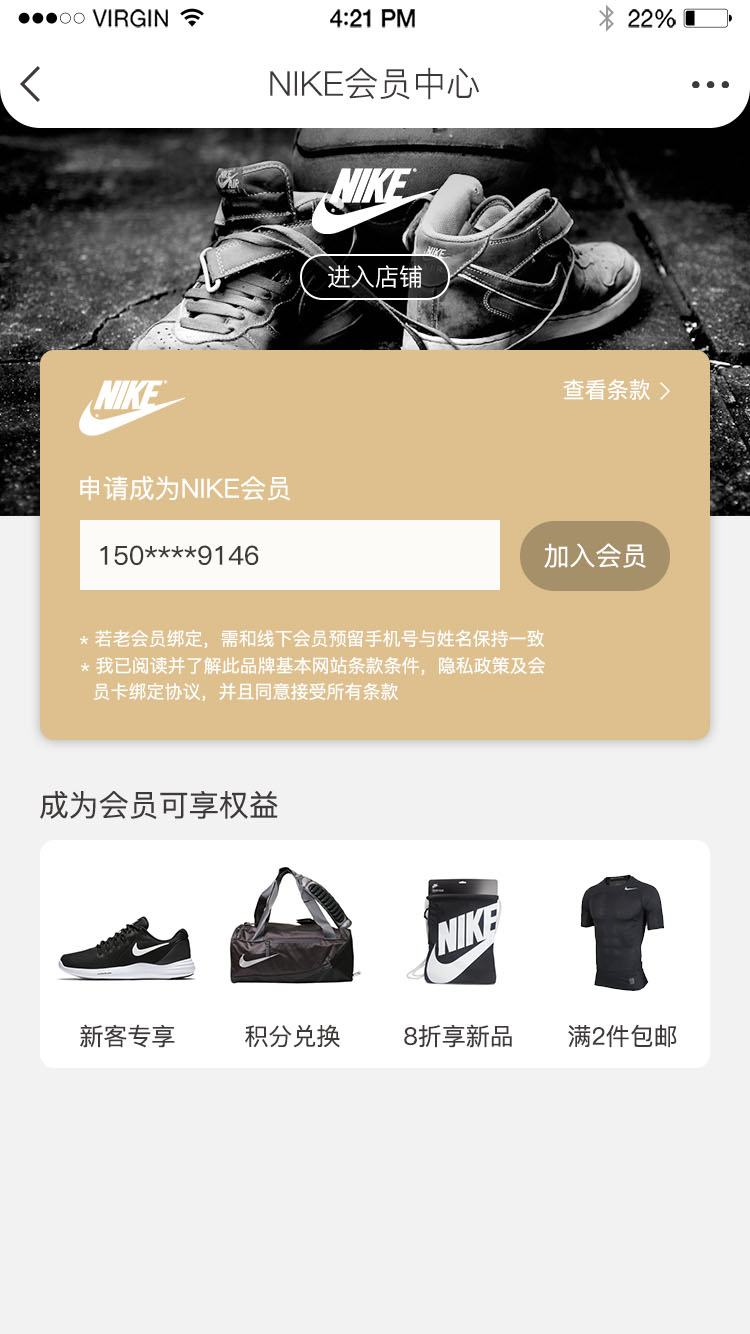 VIRGIN 4:21 PM 22%
NIKE会员中心
NIKE
进入店铺
NIKE
查看条款
申请成为NIKE会员
150****9146 加入会员
* 若老会员绑定，需和线下会员预留手机号与姓名保持一致
* 我已阅读并了解此品牌基本网站条款条件，隐私政策及会
员卡绑定协议，并且同意接受所有条款
成为会员可享权益
NIKE
新客专享 积分兑换 8折享新品 满2件包邮